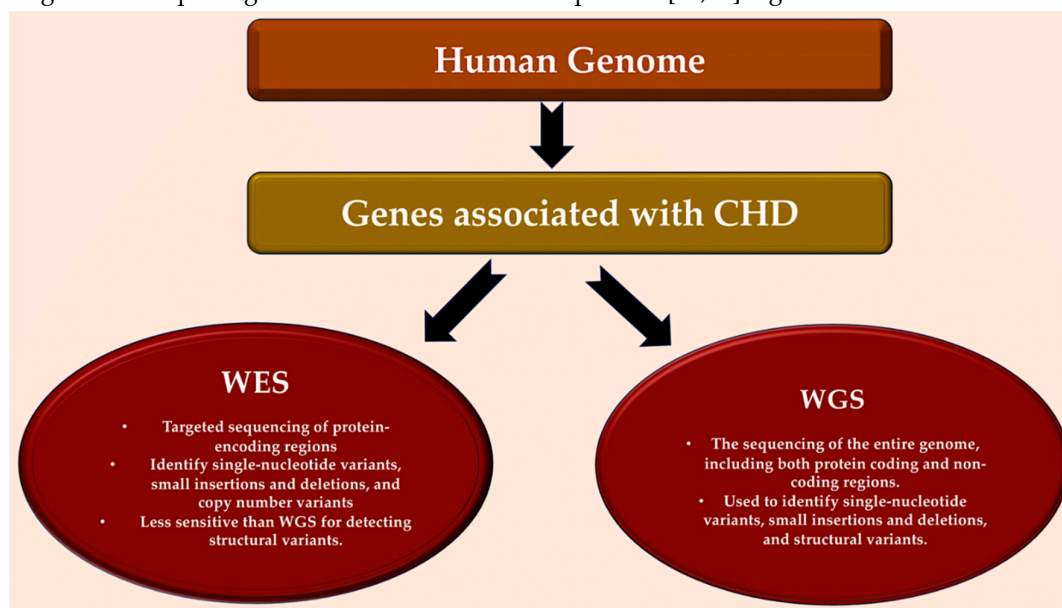 Human Genome
Genes associated with CHD
WES
• Targeted sequencing of protein-
encoding regions
• Identify single-nucleotide variants,
small insertions and deletions, and
copy number variants
• Less sensitive than WGS for detecting
structural variants.
WGS
• The sequencing of the entire genome,
including both protein coding and non-
coding regions.
• Used to identify single-nucleotide
variants, small insertions and deletions,
and structural variants.